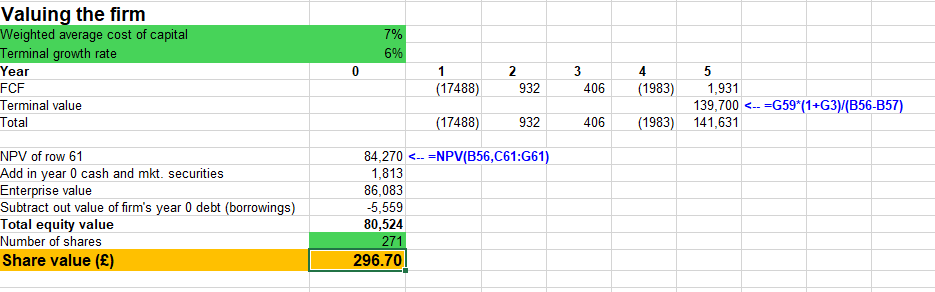 Valuing the firm
Weighted average cost of capital 7%
Terminal growth rate 6%
Year 0 1 2 3 4 5
FCF (17488) 932 406 (1983) 1,931
Terminal value 139,700 <-- =G59*(1+G3)/(B56-B57)
Total (17488) 932 406 (1983) 141,631
NPV of row 61 84,270 <-- =NPV(B56,C61:G61)
Add in year 0 cash and mkt. securities 1,813
Enterprise value 86,083
Subtract out value of firm's year 0 debt (borrowings) -5,559
Total equity value 80,524
Number of shares 271
Share value (£) 296.70